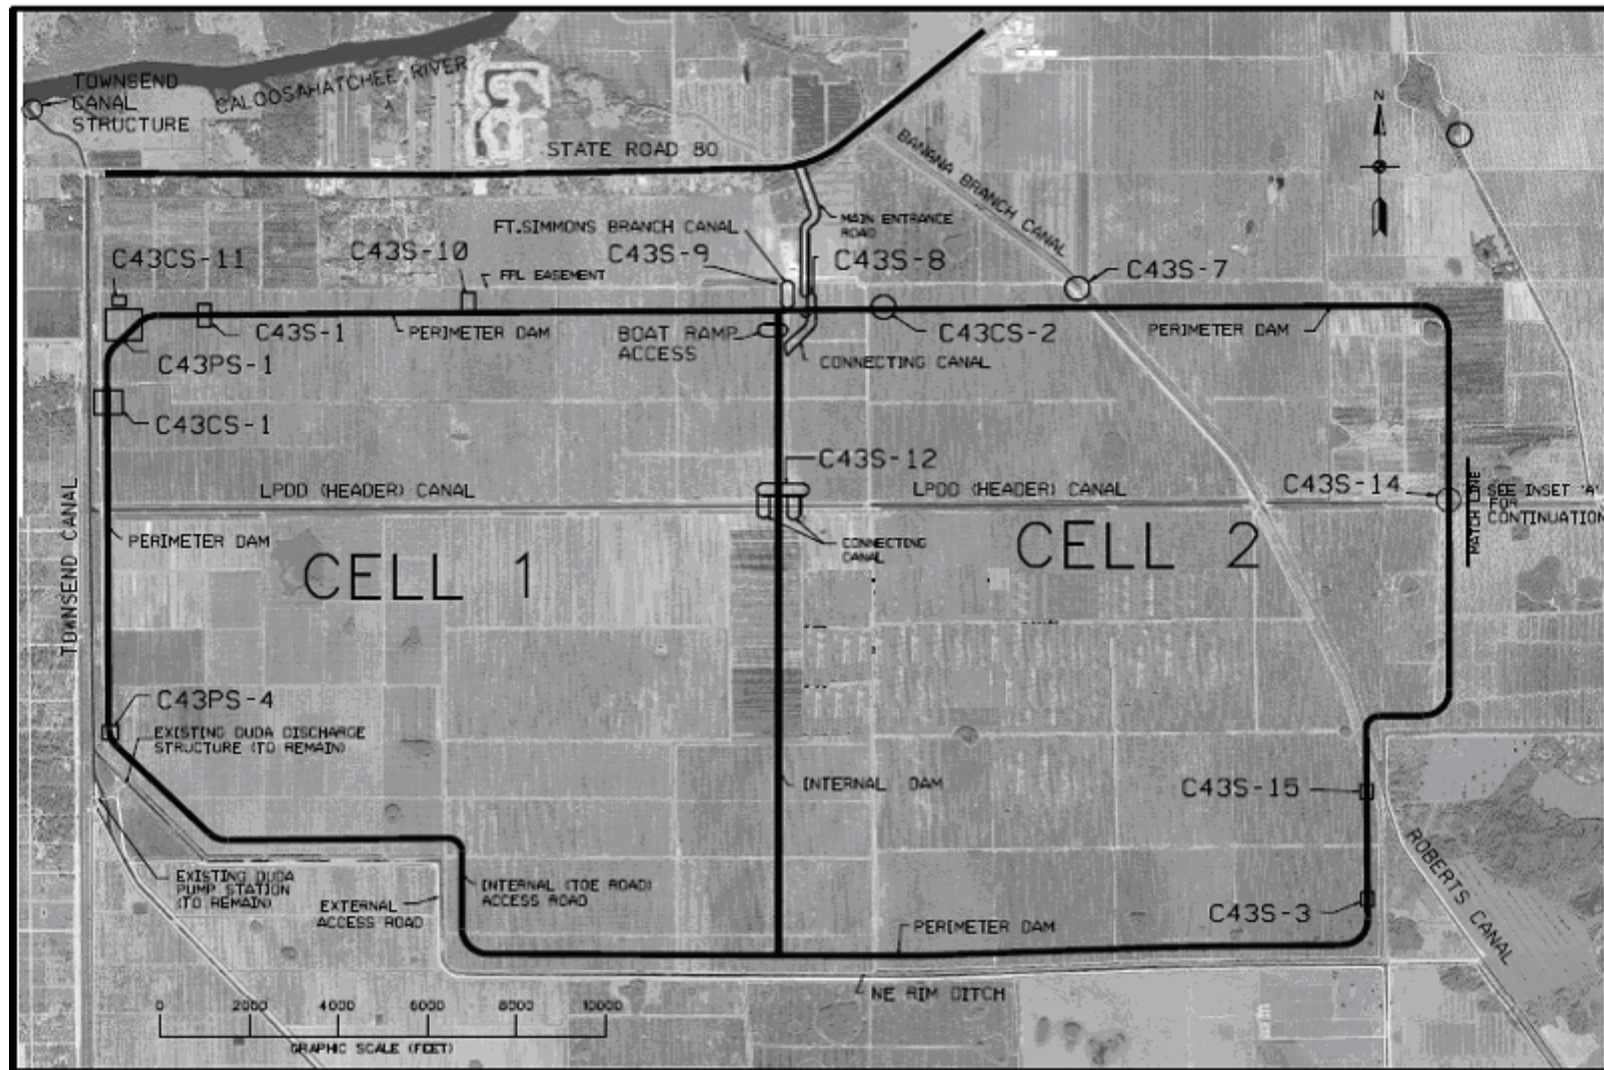 TOWNSEND
CANAL
STRUCTURE
CALOOSAHATCHEE RIVER
STATE ROAD 80
BANANA BRANCH CANAL
N
FT.SIMMONS BRANCH CANAL
MAIN ENTRANCE
ROAD
C43CS-11
C43S-10
C43S-9
C43S-8
C43S-7
FPL EASEMENT
C43S-1
PERIMETER DAM
BOAT RAMP
ACCESS
C43CS-2
PERIMETER DAM
C43PS-1
CONNECTING CANAL
C43CS-1
C43S-12
LPDD (HEADER) CANAL
LPDD (HEADER) CANAL
C43S-14
MATCH LINE
SEE INSET 'A'
FOR
CONTINUATION
TOWNSEND CANAL
PERIMETER DAM
CONNECTING
CANAL
CELL 1
CELL 2
C43PS-4
EXISTING DUDA DISCHARGE
STRUCTURE (TO REMAIN)
INTERNAL DAM
C43S-15
ROBERTS CANAL
EXISTING DUDA
PUMP STATION
(TO REMAIN)
EXTERNAL
ACCESS ROAD
INTERNAL (TOE ROAD)
ACCESS ROAD
C43S-3
PERIMETER DAM
NE RIM DITCH
0 2000 4000 6000 8000 10000
GRAPHIC SCALE (FEET)